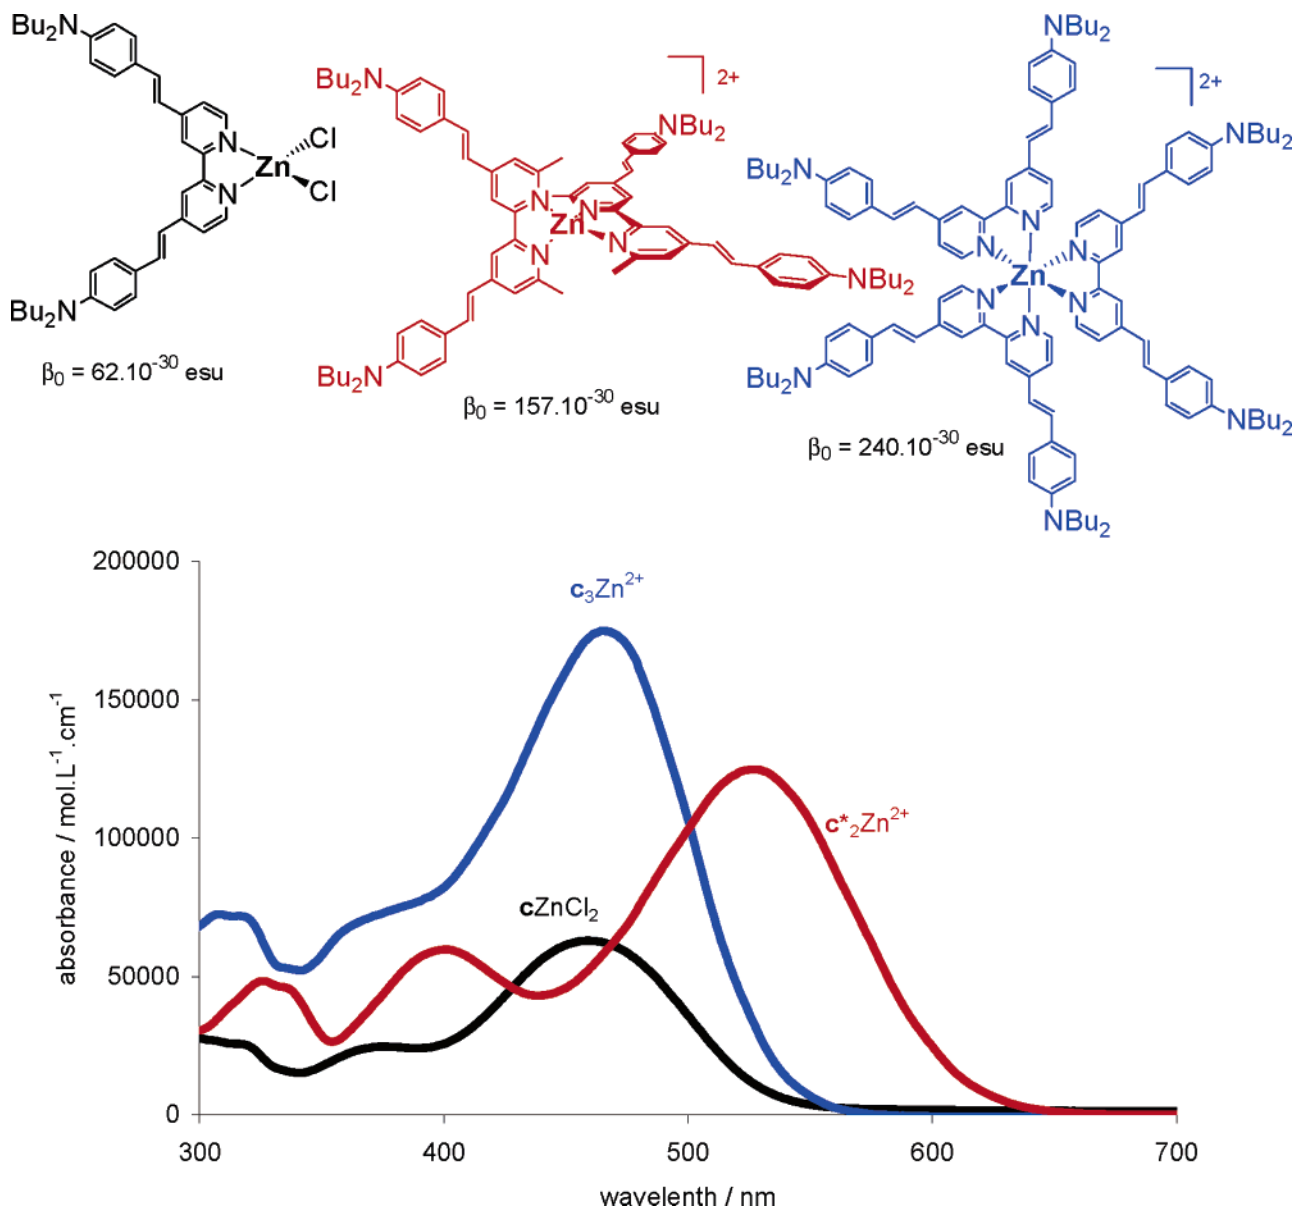 Bu2N
N
Zn
Cl
Cl
N
Bu2N
β0 = 62.10-30 esu
2+
Bu2N
NBu2
N
N
Zn
N
N
NBu2
Bu2N
β0 = 157.10-30 esu
NBu2
2+
NBu2
Bu2N
N
N
N
Zn
N
N
N
Bu2N
NBu2
NBu2
β0 = 240.10-30 esu
200000
150000
100000
50000
0
absorbance / mol.L-1.cm-1
c3Zn2+
c*2Zn2+
cZnCl2
300
400
500
600
700
wavelenth / nm